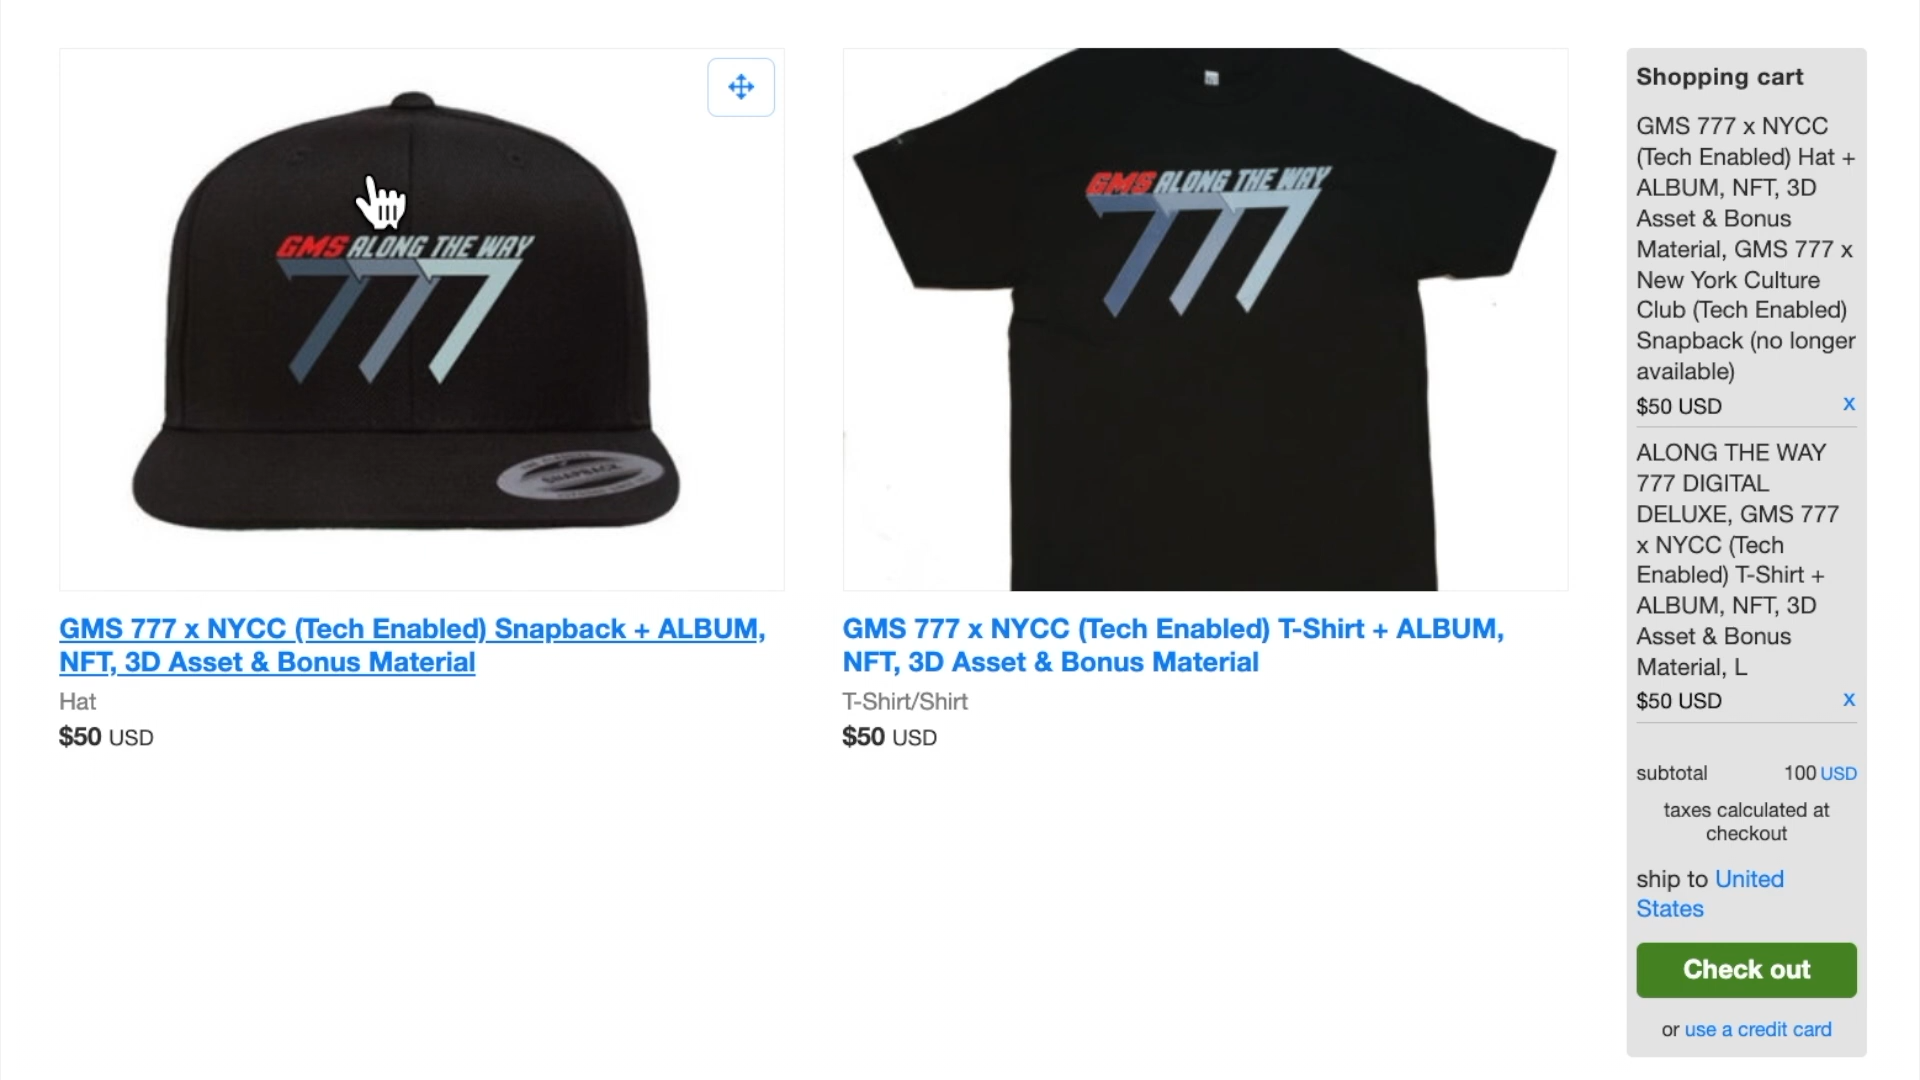 GMS ALONG THE WAY
777
SNAPBACK
GMS 777 x NYCC (Tech Enabled) Snapback + ALBUM,
NFT, 3D Asset & Bonus Material
Hat
$50 USD
GMS ALONG THE WAY
777
GMS 777 x NYCC (Tech Enabled) T-Shirt + ALBUM,
NFT, 3D Asset & Bonus Material
T-Shirt/Shirt
$50 USD
Shopping cart
GMS 777 x NYCC
(Tech Enabled) Hat +
ALBUM, NFT, 3D
Asset & Bonus
Material, GMS 777 x
New York Culture
Club (Tech Enabled)
Snapback (no longer
available)
$50 USD X
ALONG THE WAY
777 DIGITAL
DELUXE, GMS 777
x NYCC (Tech
Enabled) T-Shirt +
ALBUM, NFT, 3D
Asset & Bonus
Material, L
$50 USD X
subtotal 100 USD
taxes calculated at
checkout
ship to United
States
Check out
or use a credit card